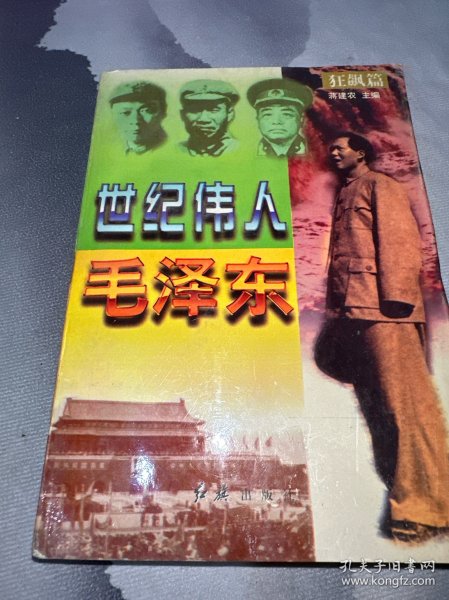 狂飙篇
蒋建农 主编
世纪伟人
毛泽东
红旗出版社
孔夫子旧书网
www.kongfz.com